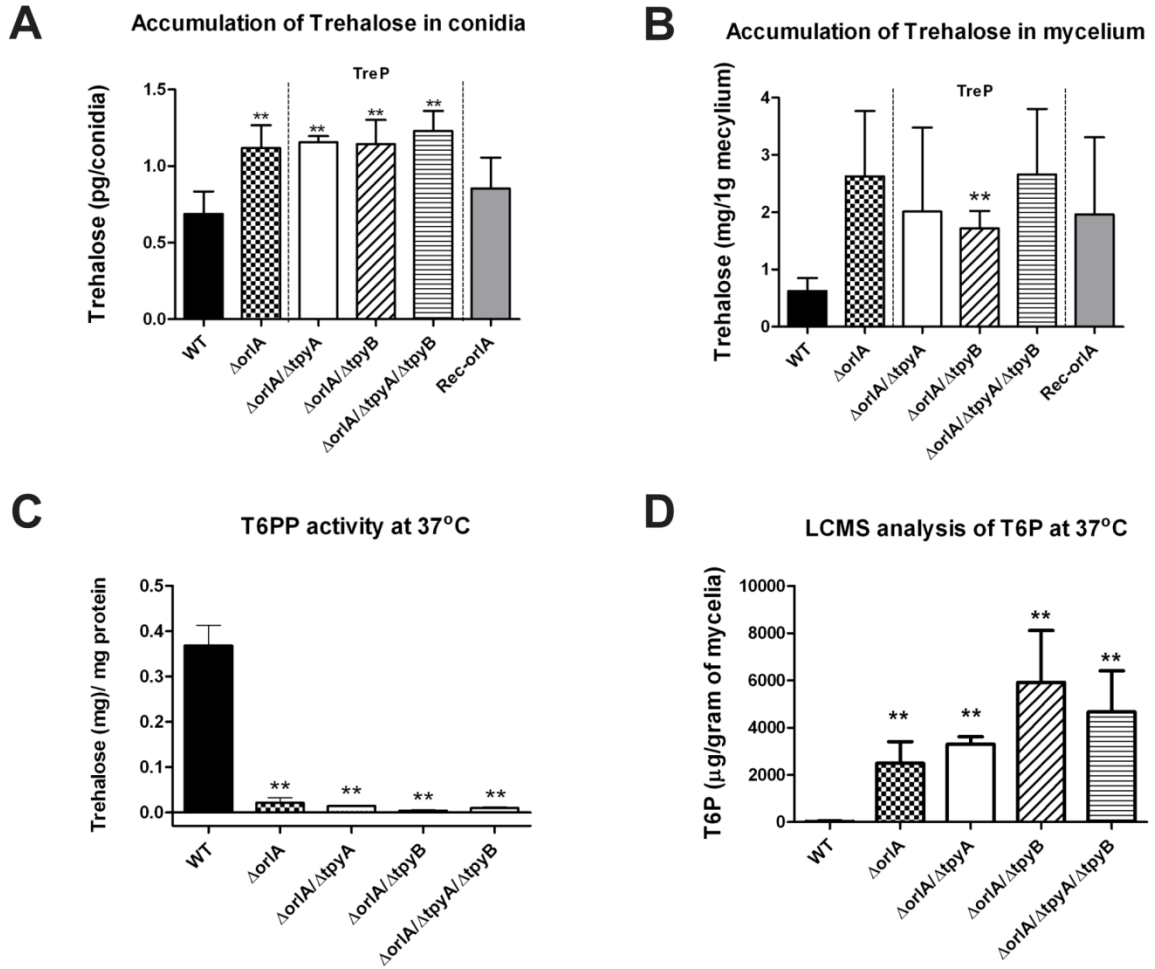 A
Accumulation of Trehalose in conidia
TreP
Trehalose (pg/conidia)
1.5
1.0
0.5
0.0
**
**
**
**
WT
ΔorlA
ΔorlA/ΔtpyA
ΔorlA/ΔtpyB
ΔorlA/ΔtpyA/ΔtpyB
Rec-orlA
B
Accumulation of Trehalose in mycelium
TreP
Trehalose (mg/1g mecylium)
4
3
2
1
0
**
WT
ΔorlA
ΔorlA/ΔtpyA
ΔorlA/ΔtpyB
ΔorlA/ΔtpyA/ΔtpyB
Rec-orlA
C
T6PP activity at 37°C
Trehalose (mg)/ mg protein
0.5
0.4
0.3
0.2
0.1
0.0
**
**
**
**
WT
ΔorlA
ΔorlA/ΔtpyA
ΔorlA/ΔtpyB
ΔorlA/ΔtpyA/ΔtpyB
D
LCMS analysis of T6P at 37°C
T6P (μg/gram of mycelia)
10000
8000
6000
4000
2000
0
**
**
**
**
WT
ΔorlA
ΔorlA/ΔtpyA
ΔorlA/ΔtpyB
ΔorlA/ΔtpyA/ΔtpyB